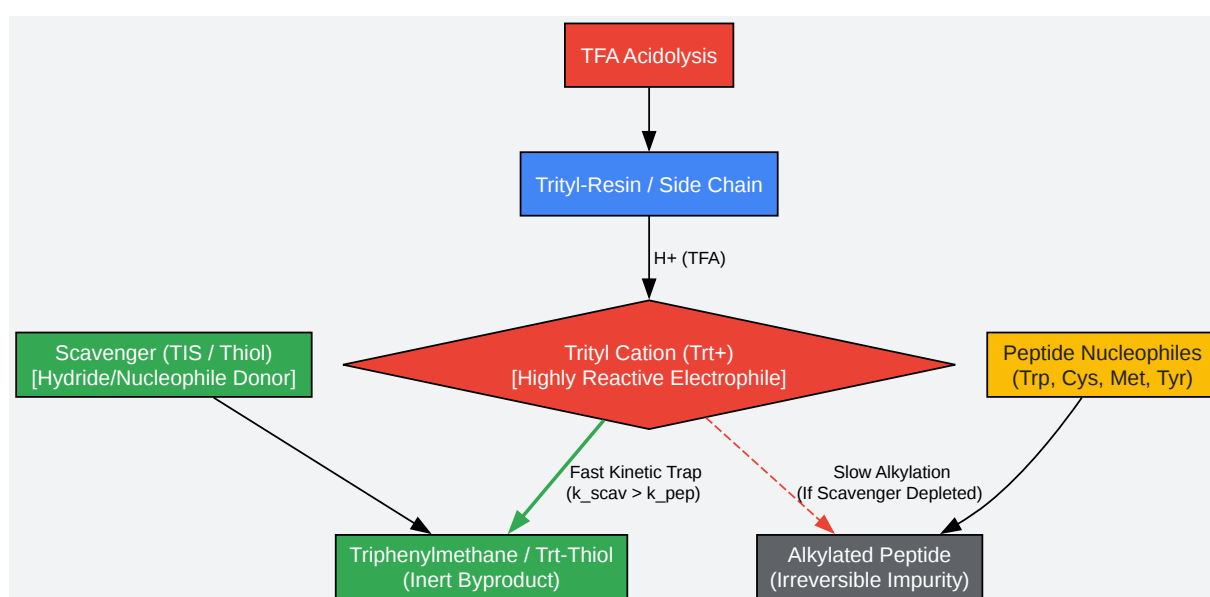 TFA Acidolysis
Trityl-Resin / Side Chain
H+ (TFA)
Scavenger (TIS / Thiol)
[Hydride/Nucleophile Donor]
Trityl Cation (Trt+)
[Highly Reactive Electrophile]
Peptide Nucleophiles
(Trp, Cys, Met, Tyr)
Fast Kinetic Trap
(k_scav > k_pep)
Slow Alkylation
(If Scavenger Depleted)
Triphenylmethane / Trt-Thiol
(Inert Byproduct)
Alkylated Peptide
(Irreversible Impurity)